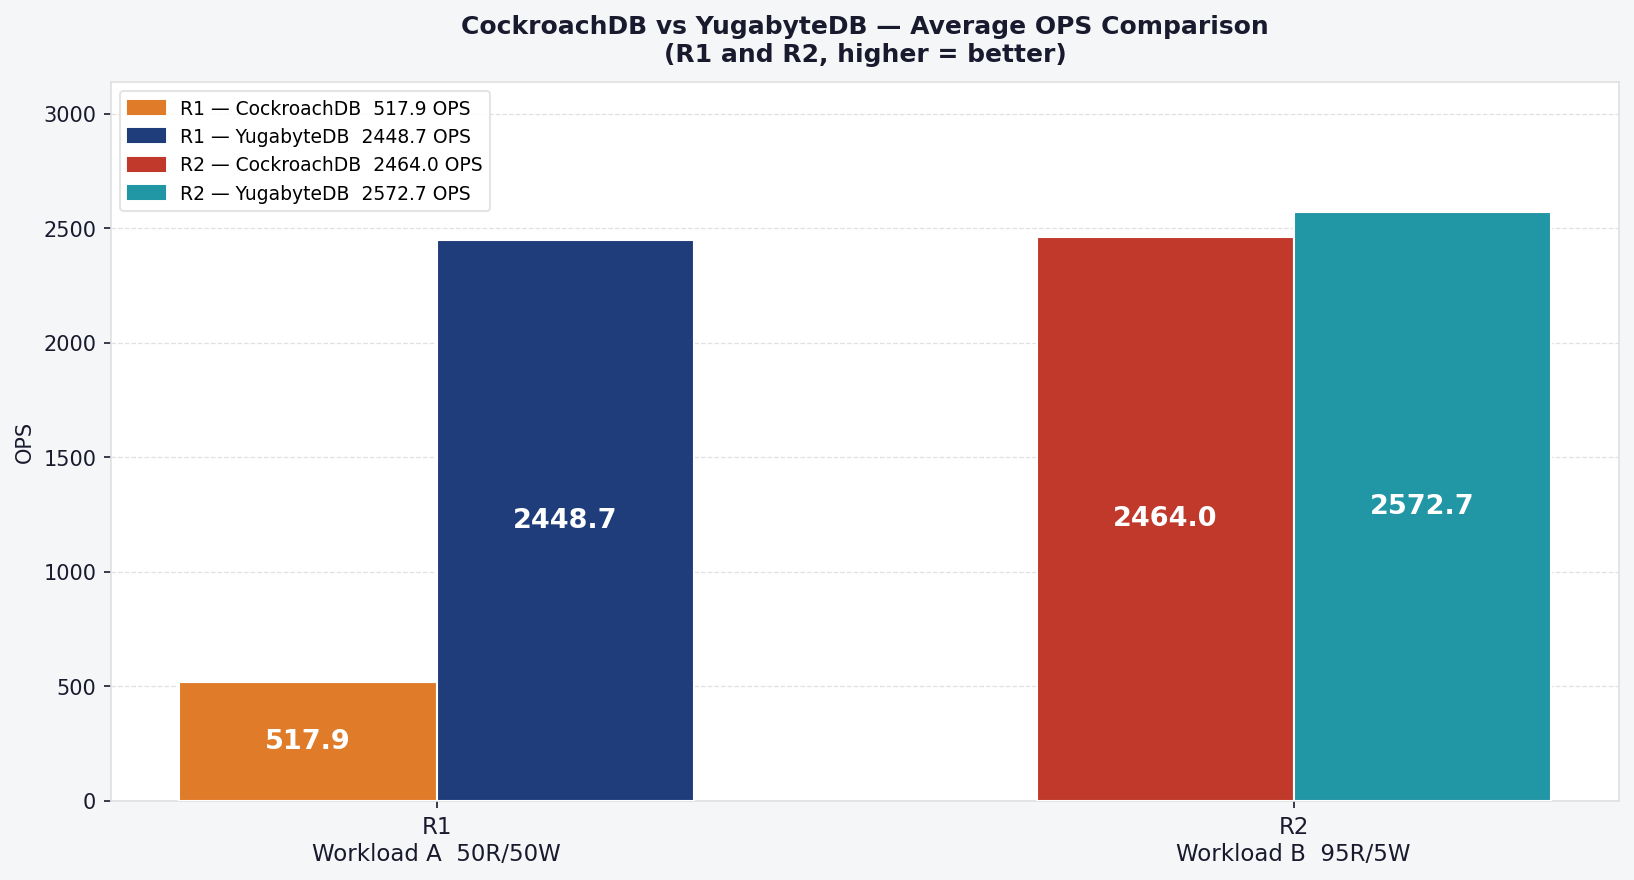 CockroachDB vs YugabyteDB — Average OPS Comparison
(R1 and R2, higher = better)
R1 — CockroachDB  517.9 OPS
R1 — YugabyteDB  2448.7 OPS
R2 — CockroachDB  2464.0 OPS
R2 — YugabyteDB  2572.7 OPS
OPS
3000
2500
2000
1500
1000
500
0
517.9
2448.7
2464.0
2572.7
R1
Workload A  50R/50W
R2
Workload B  95R/5W